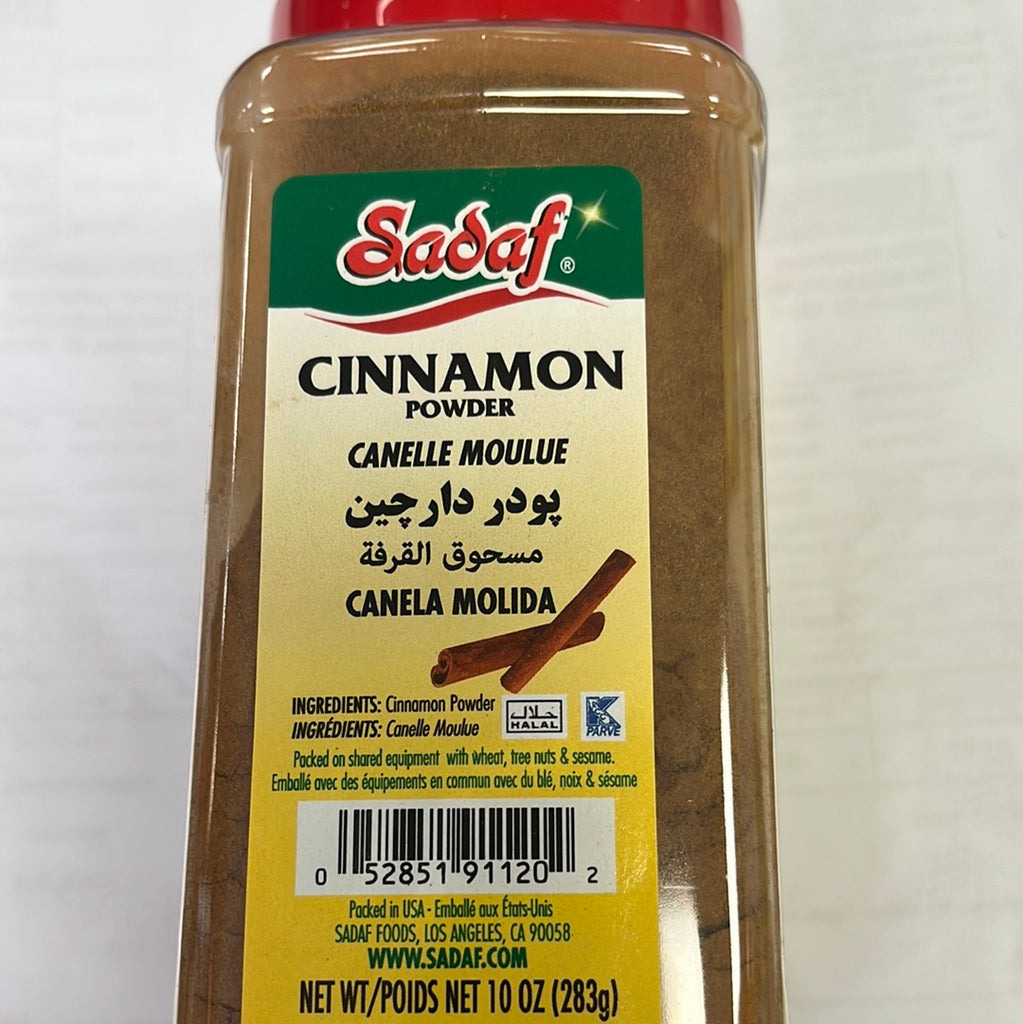 Sadaf®
CINNAMON
POWDER
CANELLE MOULUE
پودر دارچین
مسحوق القرفة
CANELA MOLIDA
INGREDIENTS: Cinnamon Powder
INGRÉDIENTS: Canelle Moulue
حلال
HALAL
K
PARVE
Packed on shared equipment with wheat, tree nuts & sesame.
Emballé avec des équipements en commun avec du blé, noix & sésame
0 52851 91120 2
Packed in USA - Emballé aux États-Unis
SADAF FOODS, LOS ANGELES, CA 90058
WWW.SADAF.COM
NET WT/POIDS NET 10 OZ (283g)